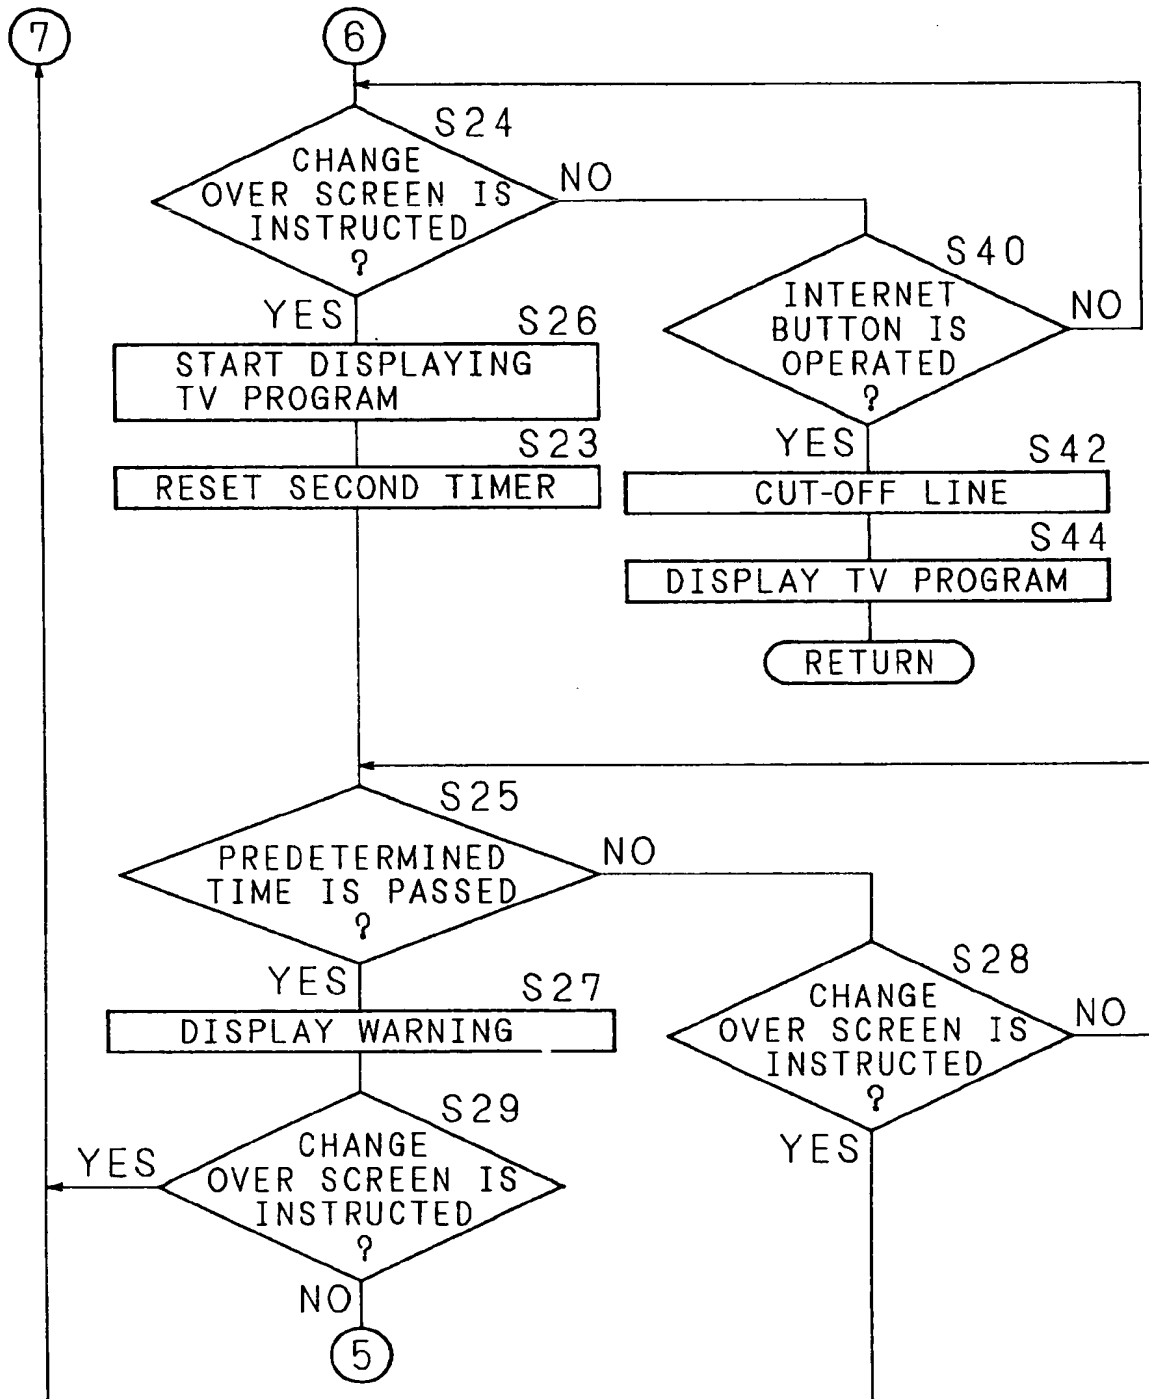 7
6
S24
CHANGE
OVER SCREEN IS
INSTRUCTED
?
NO
YES
S40
INTERNET
BUTTON IS
OPERATED
?
NO
YES
S26
START DISPLAYING
TV PROGRAM
S23
RESET SECOND TIMER
S42
CUT-OFF LINE
S44
DISPLAY TV PROGRAM
RETURN
S25
PREDETERMINED
TIME IS PASSED
?
NO
YES
S27
DISPLAY WARNING
S28
CHANGE
OVER SCREEN IS
INSTRUCTED
?
NO
YES
S29
CHANGE
OVER SCREEN IS
INSTRUCTED
?
YES
NO
5